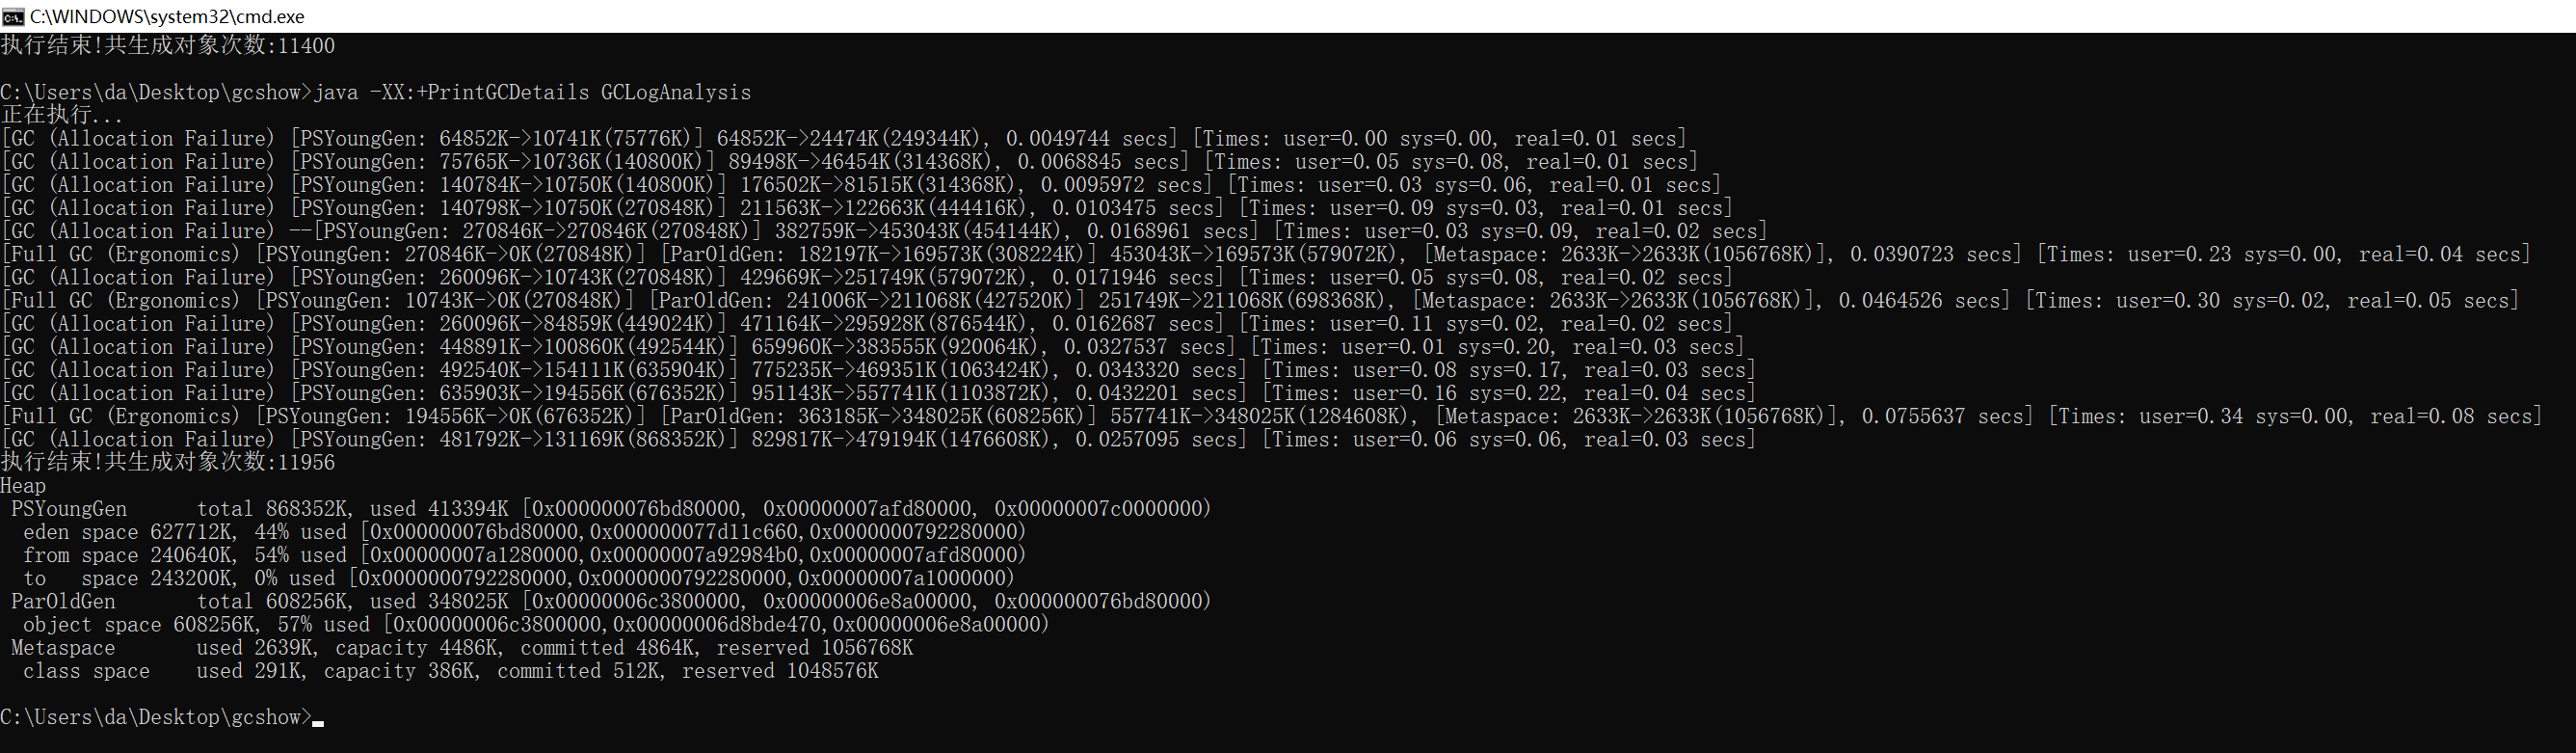 C:\WINDOWS\system32\cmd.exe
执行结束!共生成对象次数:11400
C:\Users\da\Desktop\gcshow>java -XX:+PrintGCDetails GCLogAnalysis
正在执行...
[GC (Allocation Failure) [PSYoungGen: 64852K->10741K(75776K)] 64852K->24474K(249344K), 0.0049744 secs] [Times: user=0.00 sys=0.00, real=0.01 secs]
[GC (Allocation Failure) [PSYoungGen: 75765K->10736K(140800K)] 89498K->46454K(314368K), 0.0068845 secs] [Times: user=0.05 sys=0.08, real=0.01 secs]
[GC (Allocation Failure) [PSYoungGen: 140784K->10750K(140800K)] 176502K->81515K(314368K), 0.0095972 secs] [Times: user=0.03 sys=0.06, real=0.01 secs]
[GC (Allocation Failure) [PSYoungGen: 140798K->10750K(270848K)] 211563K->122663K(444416K), 0.0103475 secs] [Times: user=0.09 sys=0.03, real=0.01 secs]
[GC (Allocation Failure) --[PSYoungGen: 270846K->270846K(270848K)] 382759K->453043K(454144K), 0.0168961 secs] [Times: user=0.03 sys=0.09, real=0.02 secs]
[Full GC (Ergonomics) [PSYoungGen: 270846K->0K(270848K)] [ParOldGen: 182197K->169573K(308224K)] 453043K->169573K(579072K), [Metaspace: 2633K->2633K(1056768K)], 0.0390723 secs] [Times: user=0.23 sys=0.00, real=0.04 secs]
[GC (Allocation Failure) [PSYoungGen: 260096K->10743K(270848K)] 429669K->251749K(579072K), 0.0171946 secs] [Times: user=0.05 sys=0.08, real=0.02 secs]
[Full GC (Ergonomics) [PSYoungGen: 10743K->0K(270848K)] [ParOldGen: 241006K->211068K(427520K)] 251749K->211068K(698368K), [Metaspace: 2633K->2633K(1056768K)], 0.0464526 secs] [Times: user=0.30 sys=0.02, real=0.05 secs]
[GC (Allocation Failure) [PSYoungGen: 260096K->84859K(449024K)] 471164K->295928K(876544K), 0.0162687 secs] [Times: user=0.11 sys=0.02, real=0.02 secs]
[GC (Allocation Failure) [PSYoungGen: 448891K->100860K(492544K)] 659960K->383555K(920064K), 0.0327537 secs] [Times: user=0.01 sys=0.20, real=0.03 secs]
[GC (Allocation Failure) [PSYoungGen: 492540K->154111K(635904K)] 775235K->469351K(1063424K), 0.0343320 secs] [Times: user=0.08 sys=0.17, real=0.03 secs]
[GC (Allocation Failure) [PSYoungGen: 635903K->194556K(676352K)] 951143K->557741K(1103872K), 0.0432201 secs] [Times: user=0.16 sys=0.22, real=0.04 secs]
[Full GC (Ergonomics) [PSYoungGen: 194556K->0K(676352K)] [ParOldGen: 363185K->348025K(608256K)] 557741K->348025K(1284608K), [Metaspace: 2633K->2633K(1056768K)], 0.0755637 secs] [Times: user=0.34 sys=0.00, real=0.08 secs]
[GC (Allocation Failure) [PSYoungGen: 481792K->131169K(868352K)] 829817K->479194K(1476608K), 0.0257095 secs] [Times: user=0.06 sys=0.06, real=0.03 secs]
执行结束!共生成对象次数:11956
Heap
 PSYoungGen      total 868352K, used 413394K [0x000000076bd80000, 0x00000007afd80000, 0x00000007c0000000)
  eden space 627712K, 44% used [0x000000076bd80000,0x000000077d11c660,0x0000000792280000)
  from space 240640K, 54% used [0x00000007a1280000,0x00000007a92984b0,0x00000007afd80000)
  to   space 243200K, 0% used [0x0000000792280000,0x0000000792280000,0x00000007a1000000)
 ParOldGen       total 608256K, used 348025K [0x00000006c3800000, 0x00000006e8a00000, 0x000000076bd80000)
  object space 608256K, 57% used [0x00000006c3800000,0x00000006d8bde470,0x00000006e8a00000)
 Metaspace       used 2639K, capacity 4486K, committed 4864K, reserved 1056768K
  class space    used 291K, capacity 386K, committed 512K, reserved 1048576K
C:\Users\da\Desktop\gcshow>